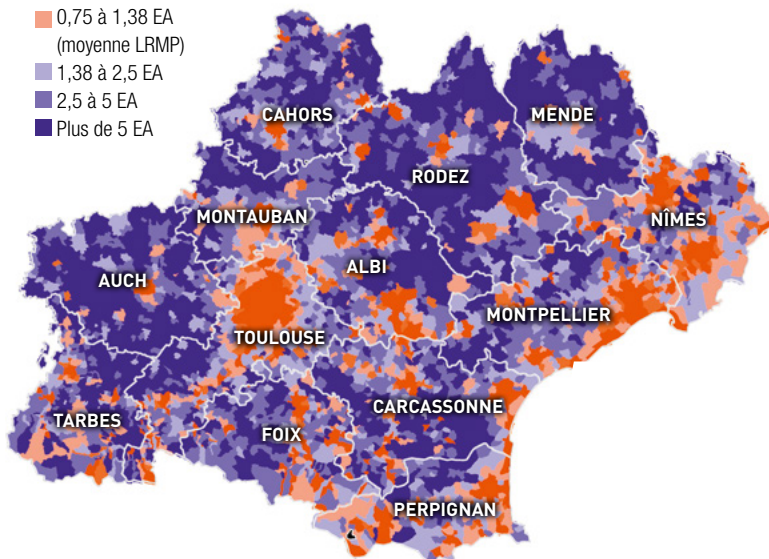 0,75 à 1,38 EA
(moyenne LRMP)
1,38 à 2,5 EA
2,5 à 5 EA
Plus de 5 EA
CAHORS
MENDE
RODEZ
MONTAUBAN
NÎMES
ALBI
AUCH
MONTPELLIER
TOULOUSE
CARCASSONNE
TARBES
FOIX
PERPIGNAN